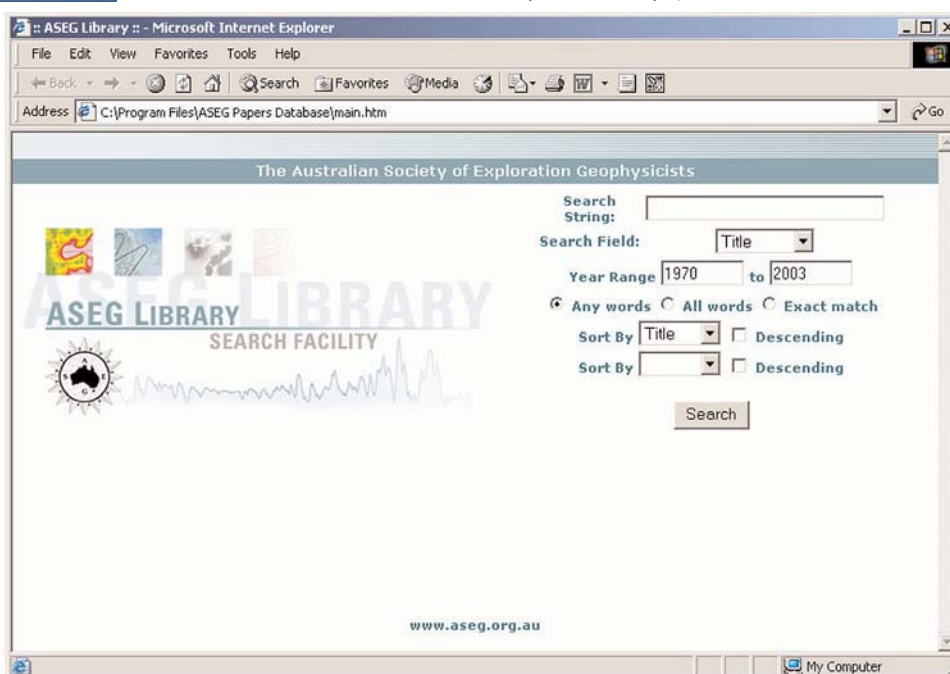 :: ASEG Library :: - Microsoft Internet Explorer
File Edit View Favorites Tools Help
Back Search Favorites Media
Address C:\Program Files\ASEG Papers Database\main.htm Go
The Australian Society of Exploration Geophysicists
Search String:
Search Field: Title
Year Range 1970 to 2003
Any words All words Exact match
Sort By Title Descending
Sort By Descending
Search
ASEG LIBRARY
ASEG LIBRARY
SEARCH FACILITY
A
S E
G
www.aseg.org.au
My Computer